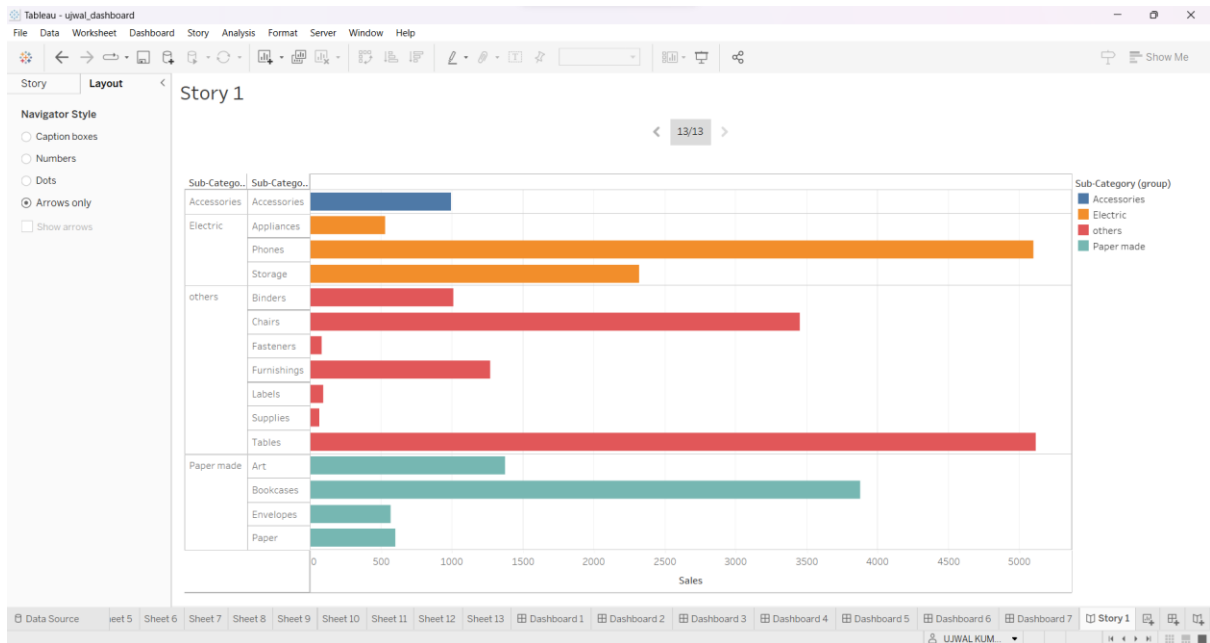 Tableau - ujwal_dashboard
File Data Worksheet Dashboard Story Analysis Format Server Window Help
Show Me
Story Layout
Story 1
Navigator Style
Caption boxes
Numbers
Dots
Arrows only
Show arrows
13/13
Sub-Catego.. Sub-Catego..
Accessories Accessories
Electric Appliances
Phones
Storage
others Binders
Chairs
Fasteners
Furnishings
Labels
Supplies
Tables
Paper made Art
Bookcases
Envelopes
Paper
0 500 1000 1500 2000 2500 3000 3500 4000 4500 5000
Sales
Sub-Category (group)
Accessories
Electric
others
Paper made
Data Source eet 5 Sheet 6 Sheet 7 Sheet 8 Sheet 9 Sheet 10 Sheet 11 Sheet 12 Sheet 13 Dashboard 1 Dashboard 2 Dashboard 3 Dashboard 4 Dashboard 5 Dashboard 6 Dashboard 7 Story 1
UJWAL KUM...